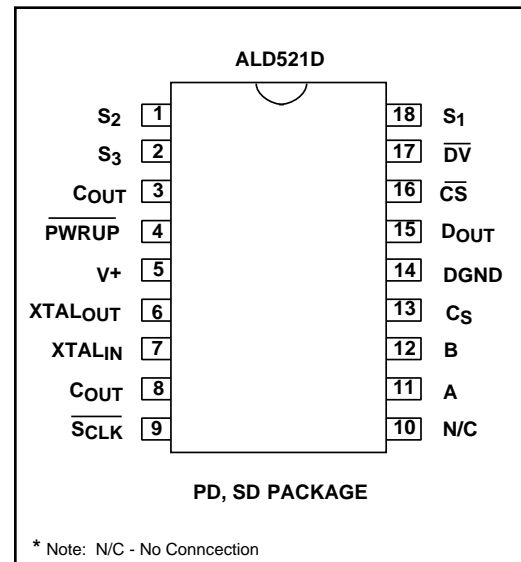 ALD521D
S2 1 18 S1
S3 2 17 DV
COUT 3 16 CS
PWRUP 4 15 DOUT
V+ 5 14 DGND
XTALOUT 6 13 CS
XTALIN 7 12 B
COUT 8 11 A
SCLK 9 10 N/C
PD, SD PACKAGE
* Note: N/C - No Conncection